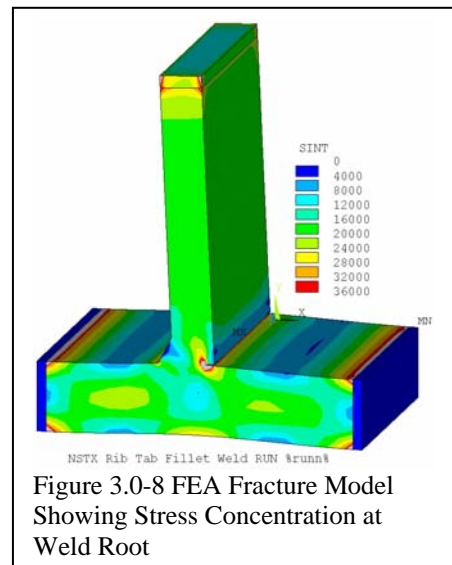 SINT
0
4000
8000
12000
16000
20000
24000
28000
32000
36000
Y
X
MX
MN
NSTX Rib Tab Fillet Weld RUN %runn%
Figure 3.0-8 FEA Fracture Model
Showing Stress Concentration at
Weld Root